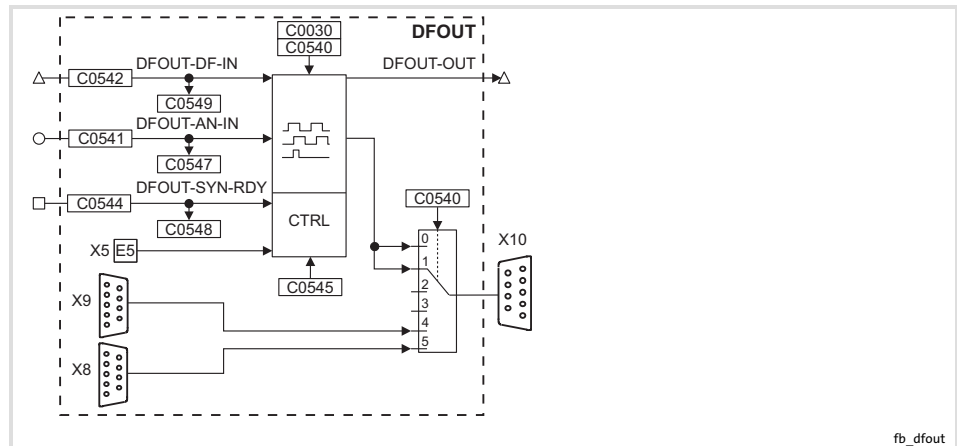 DFOUT
C0030
C0540
DFOUT-DF-IN
DFOUT-OUT
C0542
C0549
DFOUT-AN-IN
C0541
C0547
DFOUT-SYN-RDY
C0544
C0548
CTRL
C0540
X5 E5
C0545
0
1
2
3
4
5
X10
X9
X8
fb_dfout